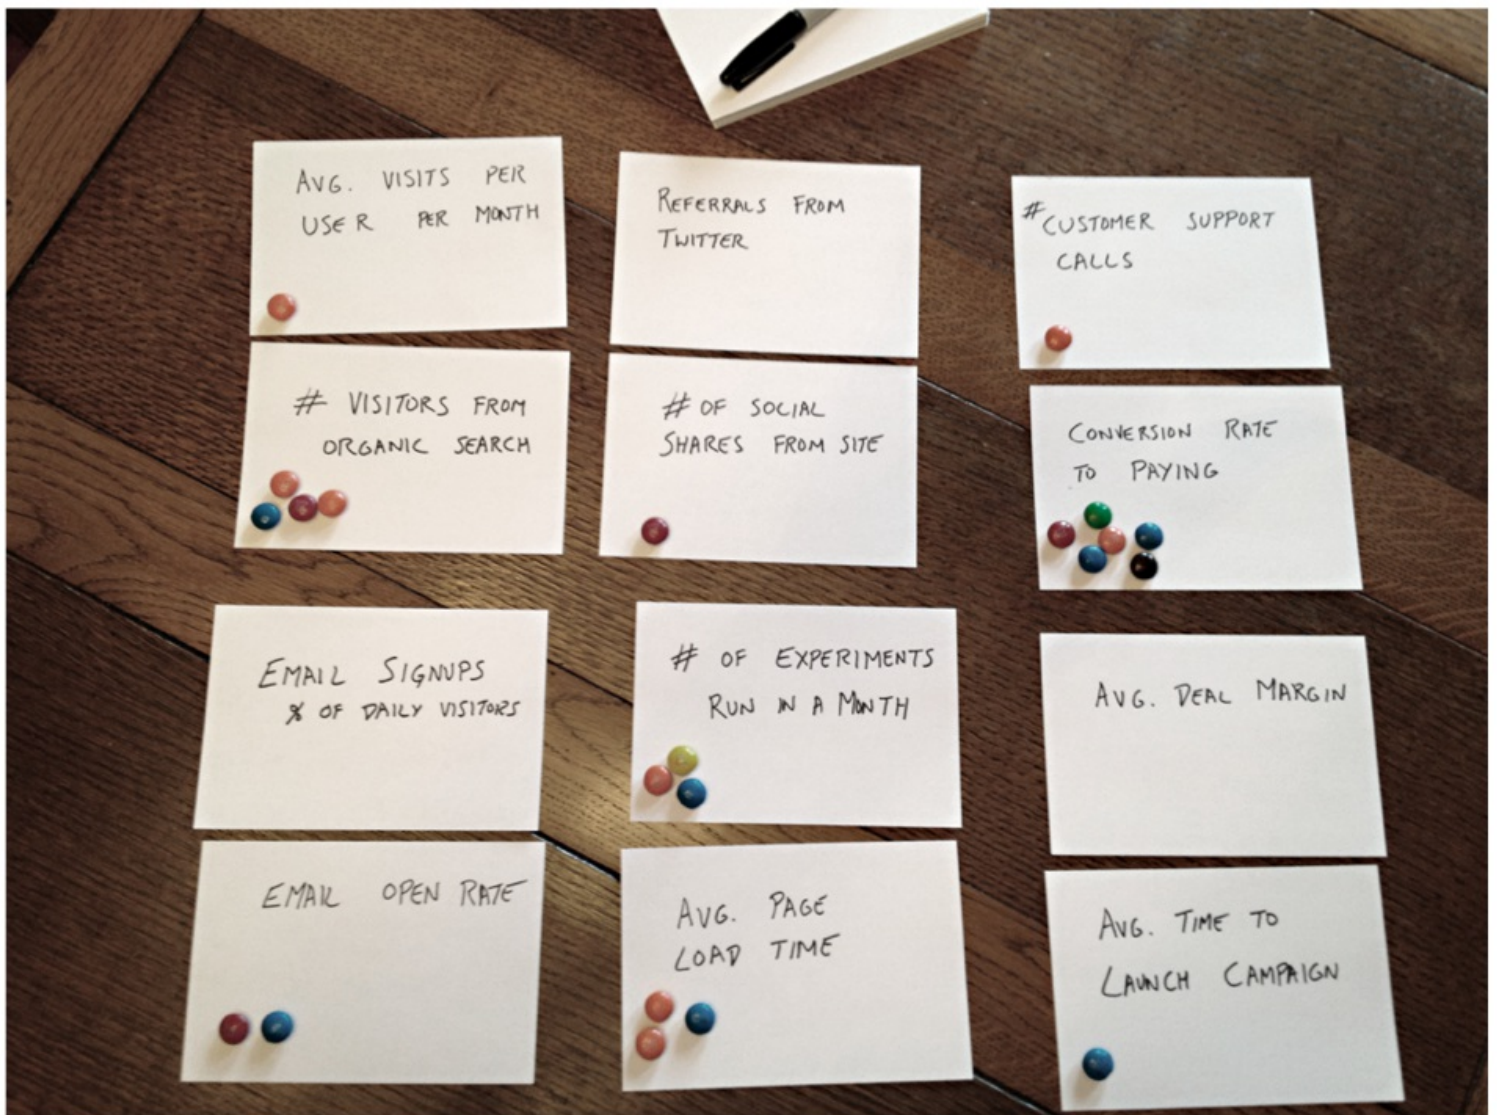 AVG. VISITS PER
USER PER MONTH
REFERRALS FROM
TWITTER
# CUSTOMER SUPPORT
CALLS
# VISITORS FROM
ORGANIC SEARCH
# OF SOCIAL
SHARES FROM SITE
CONVERSION RATE
TO PAYING
EMAIL SIGNUPS
% OF DAILY VISITORS
# OF EXPERIMENTS
RUN IN A MONTH
AVG. DEAL MARGIN
EMAIL OPEN RATE
AVG. PAGE
LOAD TIME
AVG. TIME TO
LAUNCH CAMPAIGN